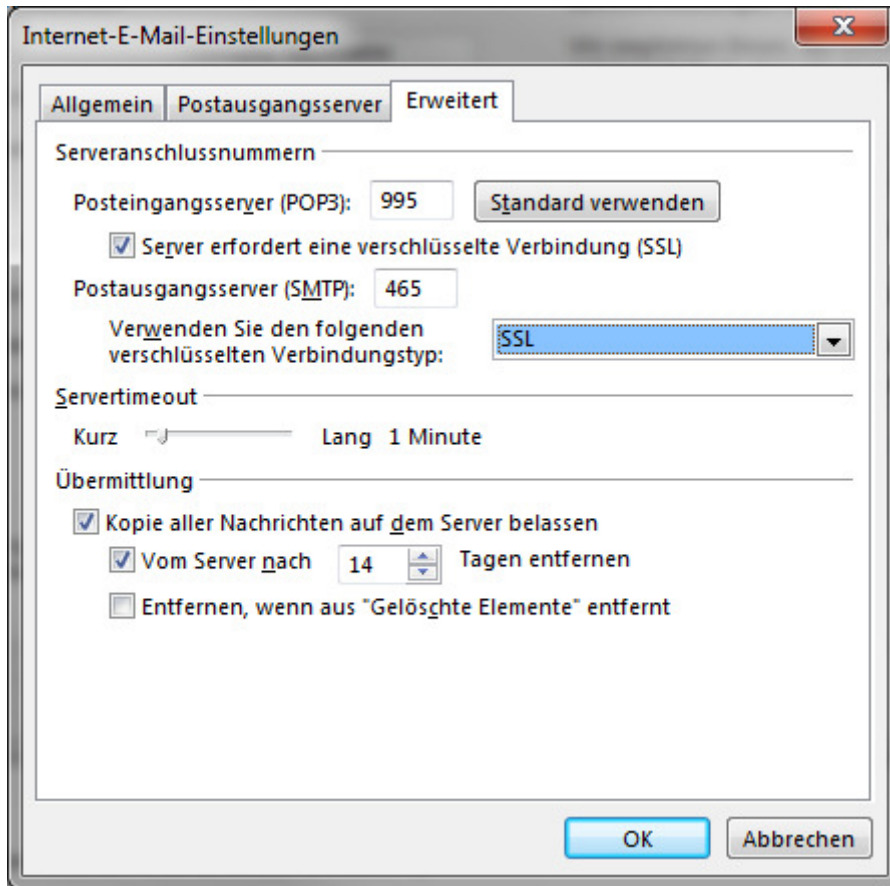 Internet-E-Mail-Einstellungen
Allgemein Postausgangsserver Erweitert
Serveranschlussnummern
Posteingangsserver (POP3): 995 Standard verwenden
Server erfordert eine verschlüsselte Verbindung (SSL)
Postausgangsserver (SMTP): 465
Verwenden Sie den folgenden
verschlüsselten Verbindungstyp: SSL
Servertimeout
Kurz Lang 1 Minute
Übermittlung
Kopie aller Nachrichten auf dem Server belassen
Vom Server nach 14 Tagen entfernen
Entfernen, wenn aus "Gelöschte Elemente" entfernt
OK Abbrechen